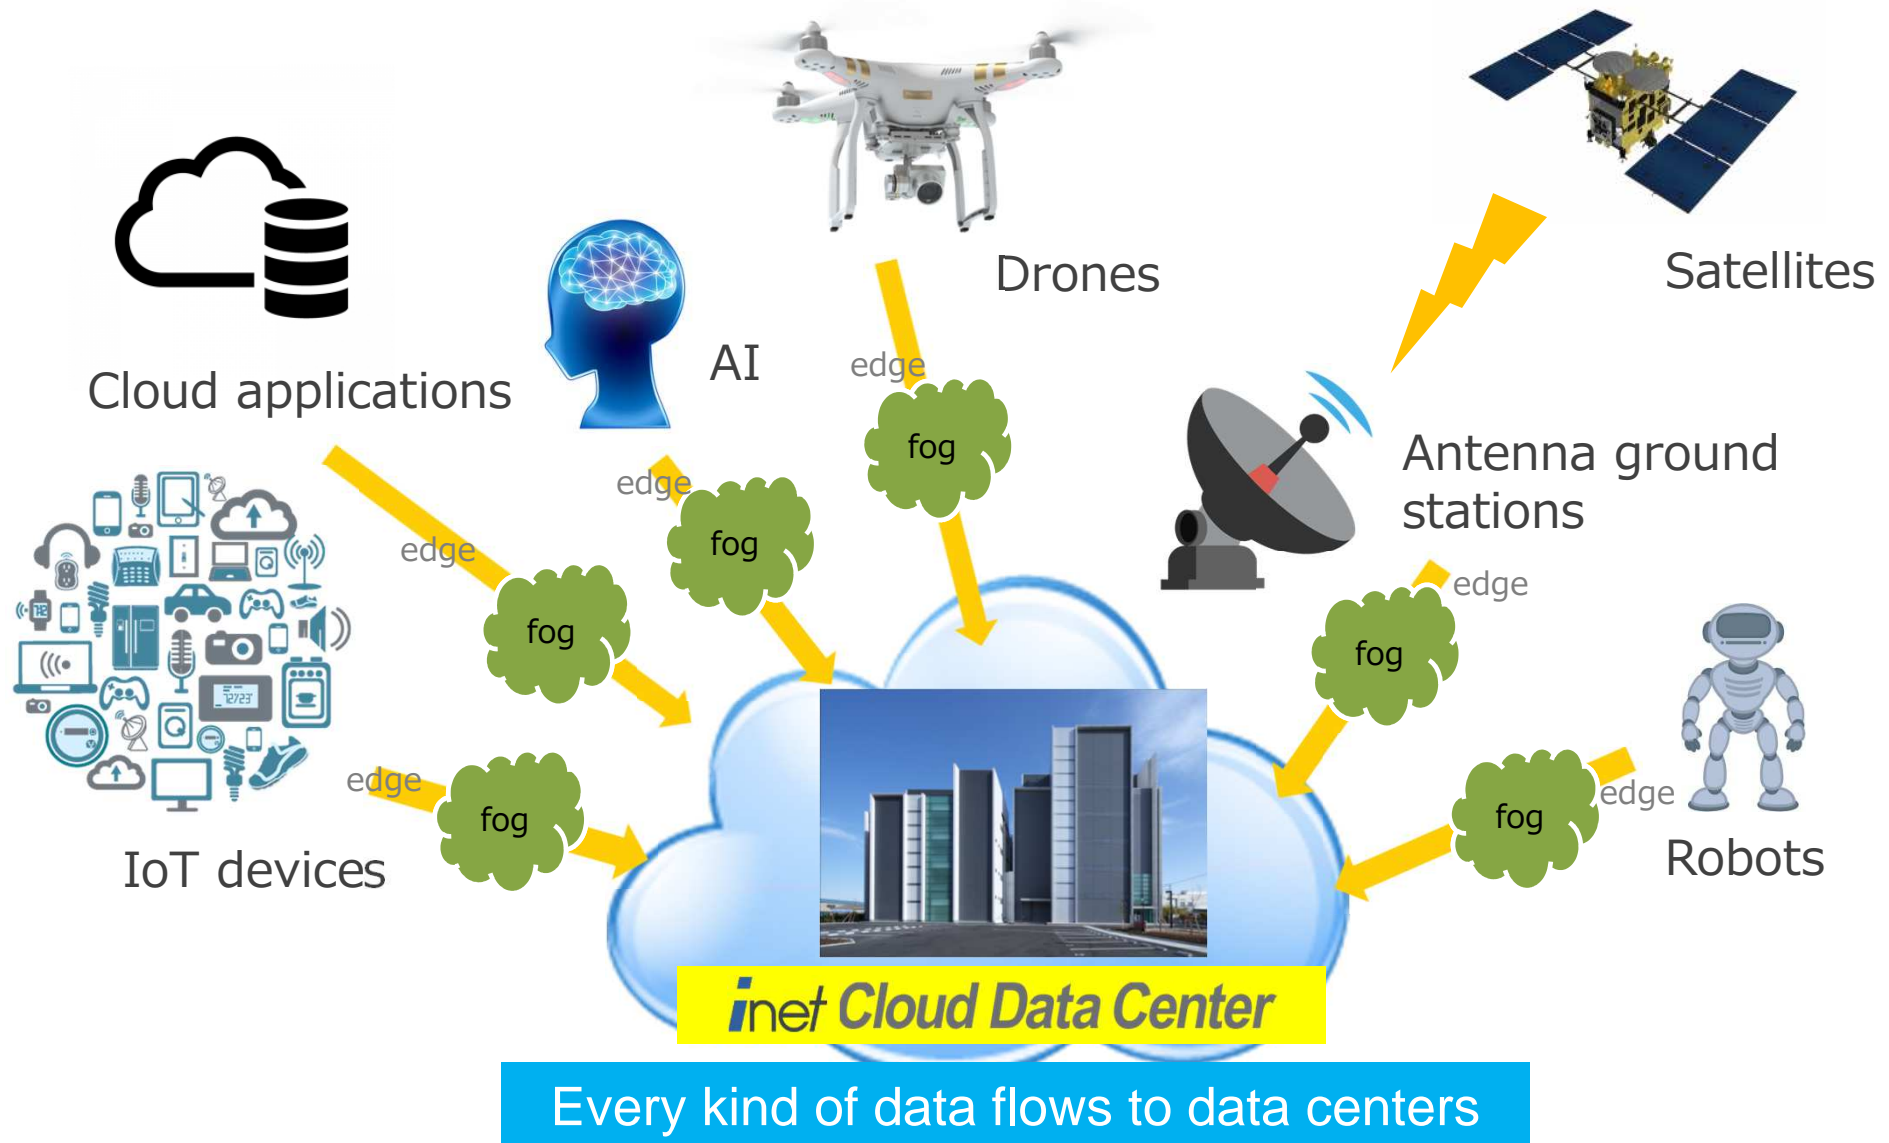 Drones
Satellites
AI
edge
Cloud applications
fog
Antenna ground
stations
edge
fog
edge
edge
fog
fog
edge
fog
edge
edge
fog
fog
IoT devices
Robots
inet Cloud Data Center
Every kind of data flows to data centers